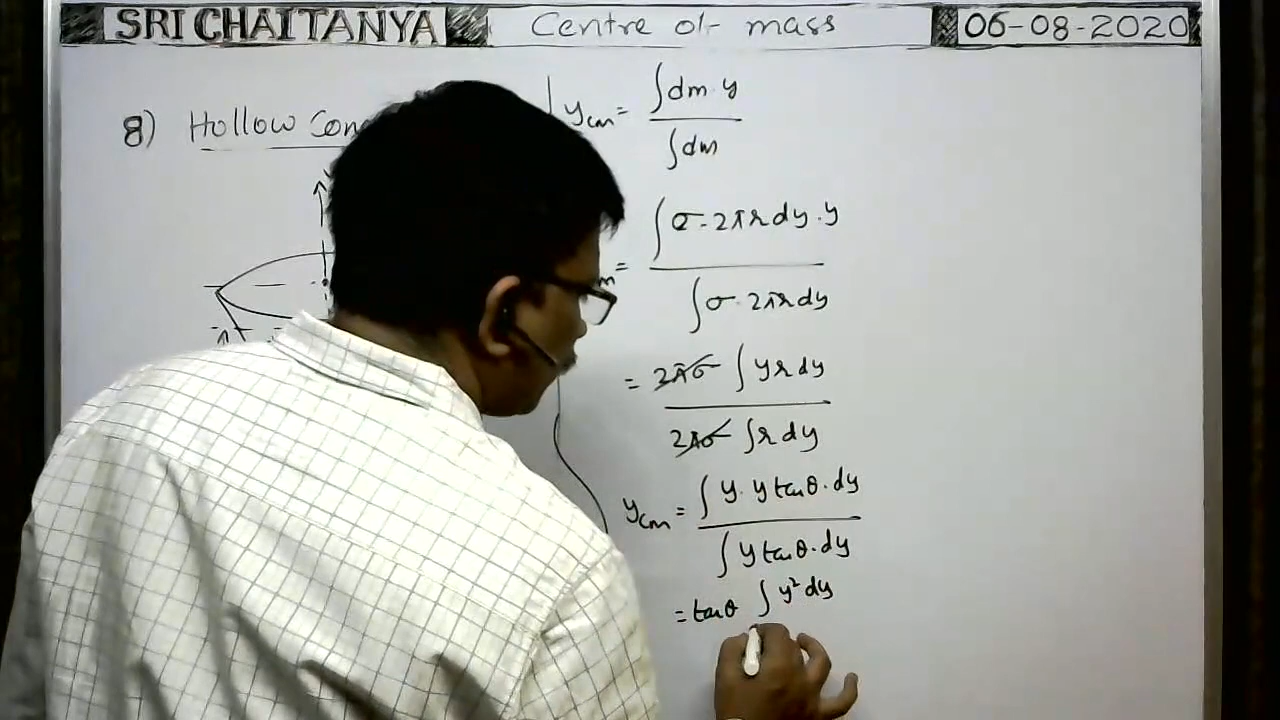 SRI CHAITANYA
Centre of mass
06-08-2020
8) Hollow Con
y_cm = ∫dm y
∫dm
m = ∫σ·2πr dy·y
∫σ·2πr dy
= 2πσ ∫y r dy
2πσ ∫r dy
y_cm = ∫y·y tanθ·dy
∫y tanθ·dy
= tanθ ∫y² dy